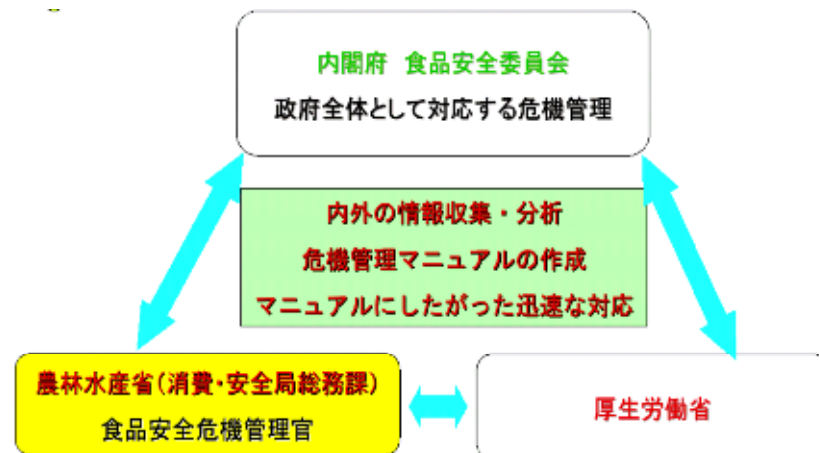 内閣府 食品安全委員会
政府全体として対応する危機管理
内外の情報収集・分析
危機管理マニュアルの作成
マニュアルにしたがった迅速な対応
農林水産省(消費・安全局総務課)
食品安全危機管理官
厚生労働省